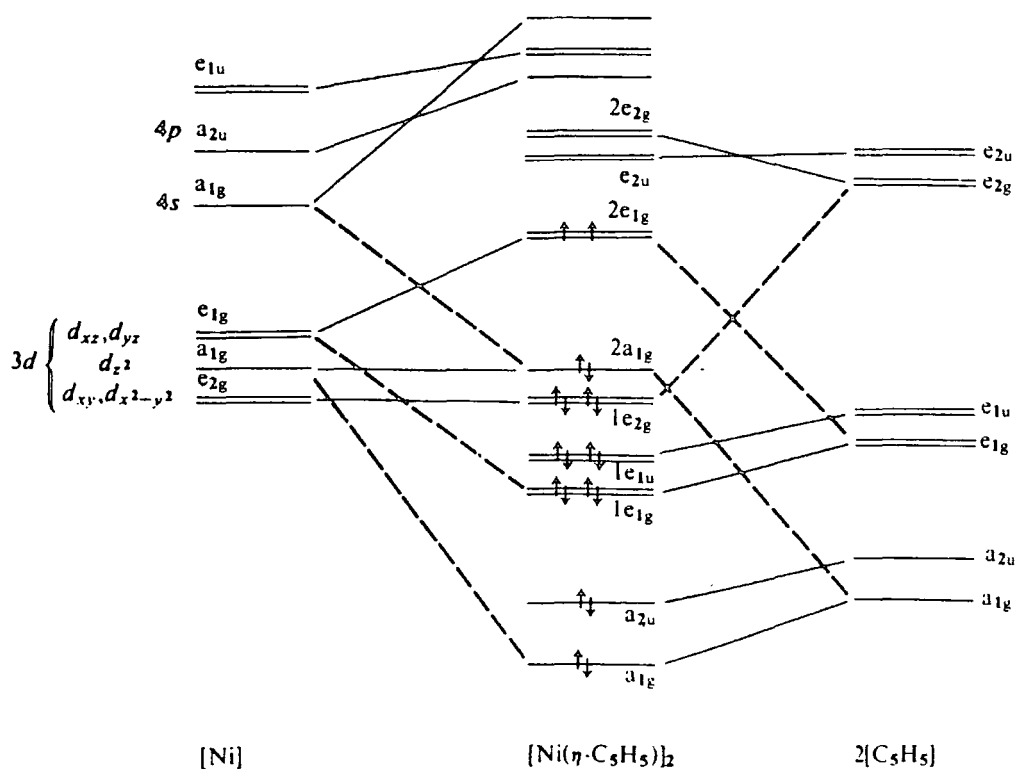 e1u
4p a2u
a1g
4s
e1g
3d { dxz, dyz
a1g
dz2
e2g
dxy, dx2−y2
2e2g
e2u
2e1g
2a1g
1e2g
1e1u
1e1g
a2u
a1g
e2u
e2g
e1u
e1g
a2u
a1g
[Ni] [Ni(η-C5H5)]2 2[C5H5]